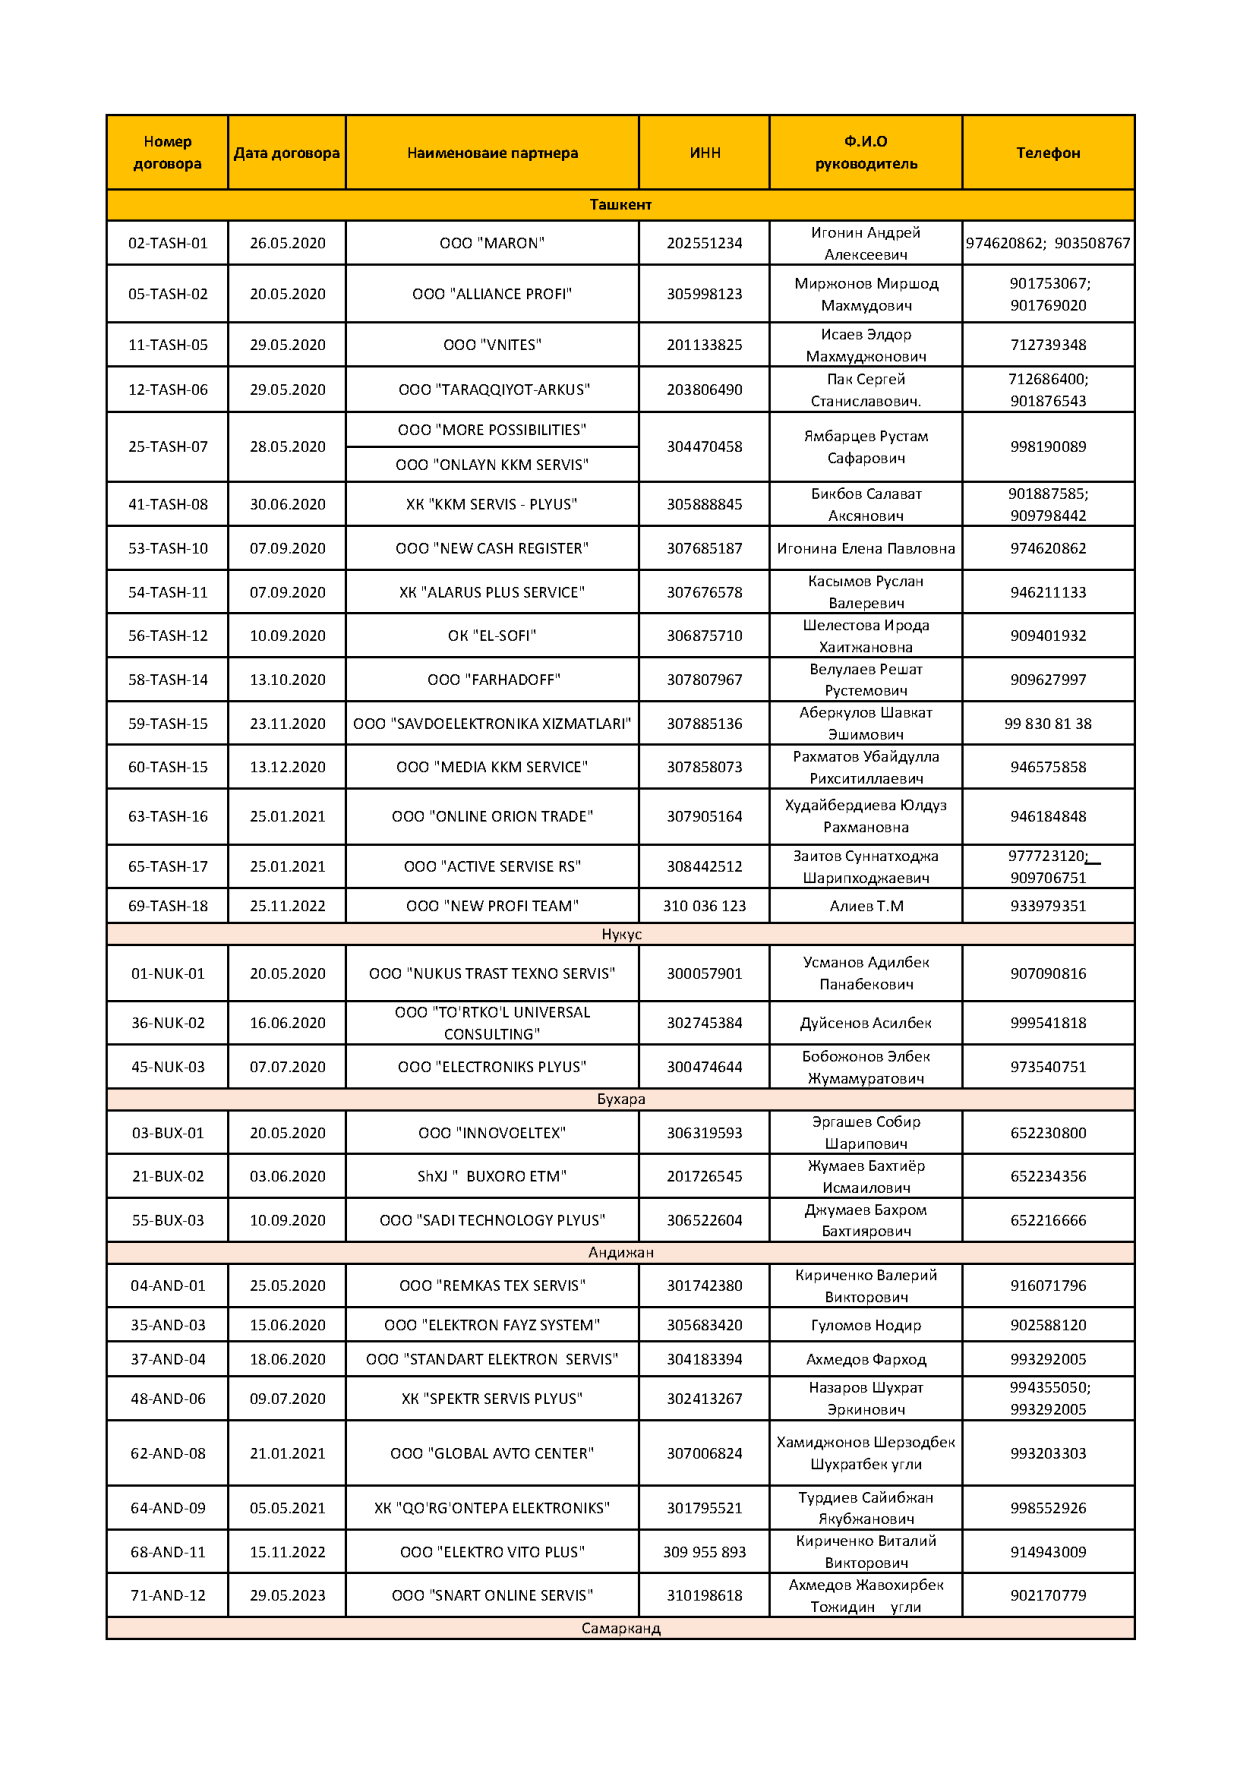 Номер
договора
Дата договора
Наименоваие партнера
ИНН
Ф.И.О
руководитель
Телефон
Ташкент
02-TASH-01 26.05.2020 ООО "MARON" 202551234 Игонин Андрей Алексеевич 974620862; 903508767
05-TASH-02 20.05.2020 ООО "ALLIANCE PROFI" 305998123 Миржонов Миршод Махмудович 901753067; 901769020
11-TASH-05 29.05.2020 ООО "VNITES" 201133825 Исаев Элдор Махмуджонович 712739348
12-TASH-06 29.05.2020 ООО "TARAQQIYOT-ARKUS" 203806490 Пак Сергей Станиславович. 712686400; 901876543
25-TASH-07 28.05.2020 ООО "MORE POSSIBILITIES" ООО "ONLAYN KKM SERVIS" 304470458 Ямбарцев Рустам Сафарович 998190089
41-TASH-08 30.06.2020 ХК "KKM SERVIS - PLYUS" 305888845 Бикбов Салават Аксянович 901887585; 909798442
53-TASH-10 07.09.2020 ООО "NEW CASH REGISTER" 307685187 Игонина Елена Павловна 974620862
54-TASH-11 07.09.2020 ХК "ALARUS PLUS SERVICE" 307676578 Касымов Руслан Валеревич 946211133
56-TASH-12 10.09.2020 ОК "EL-SOFI" 306875710 Шелестова Ирода Хаитжановна 909401932
58-TASH-14 13.10.2020 ООО "FARHADOFF" 307807967 Велулаев Решат Рустемович 909627997
59-TASH-15 23.11.2020 ООО "SAVDOELEKTRONIKA XIZMATLARI" 307885136 Аберкулов Шавкат Эшимович 99 830 81 38
60-TASH-15 13.12.2020 ООО "MEDIA KKM SERVICE" 307858073 Рахматов Убайдулла Рихситиллаевич 946575858
63-TASH-16 25.01.2021 ООО "ONLINE ORION TRADE" 307905164 Худайбердиева Юлдуз Рахмановна 946184848
65-TASH-17 25.01.2021 ООО "ACTIVE SERVISE RS" 308442512 Заитов Суннатходжа Шарипходжаевич 977723120; 909706751
69-TASH-18 25.11.2022 ООО "NEW PROFI TEAM" 310 036 123 Алиев Т.М 933979351
Нукус
01-NUK-01 20.05.2020 ООО "NUKUS TRAST TEXNO SERVIS" 300057901 Усманов Адилбек Панабекович 907090816
36-NUK-02 16.06.2020 ООО "TO'RTKO'L UNIVERSAL CONSULTING" 302745384 Дуйсенов Асилбек 999541818
45-NUK-03 07.07.2020 ООО "ELECTRONIKS PLYUS" 300474644 Бобожонов Элбек Жумамуратович 973540751
Бухара
03-BUX-01 20.05.2020 ООО "INNOVOELTEX" 306319593 Эргашев Собир Шарипович 652230800
21-BUX-02 03.06.2020 ShXJ " BUXORO ETM" 201726545 Жумаев Бахтиёр Исмаилович 652234356
55-BUX-03 10.09.2020 ООО "SADI TECHNOLOGY PLYUS" 306522604 Джумаев Бахром Бахтиярович 652216666
Андижан
04-AND-01 25.05.2020 ООО "REMKAS TEX SERVIS" 301742380 Кириченко Валерий Викторович 916071796
35-AND-03 15.06.2020 ООО "ELEKTRON FAYZ SYSTEM" 305683420 Гуломов Нодир 902588120
37-AND-04 18.06.2020 ООО "STANDART ELEKTRON SERVIS" 304183394 Ахмедов Фарход 993292005
48-AND-06 09.07.2020 ХК "SPEKTR SERVIS PLYUS" 302413267 Назаров Шухрат Эркинович 994355050; 993292005
62-AND-08 21.01.2021 ООО "GLOBAL AVTO CENTER" 307006824 Хамиджонов Шерзодбек Шухратбек угли 993203303
64-AND-09 05.05.2021 ХК "QO'RG'ONTEPA ELEKTRONIKS" 301795521 Турдиев Сайибжан Якубжанович 998552926
68-AND-11 15.11.2022 ООО "ELEKTRO VITO PLUS" 309 955 893 Кириченко Виталий Викторович 914943009
71-AND-12 29.05.2023 ООО "SNART ONLINE SERVIS" 310198618 Ахмедов Жавохирбек Тожидин угли 902170779
Самарканд